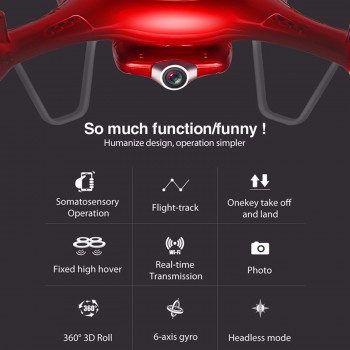 So much function/funny !
Humanize design, operation simpler
Somatosensory
Operation
Flight-track
Onekey take off
and land
Fixed high hover
Wi-Fi
Real-time
Transmission
Photo
360°
360° 3D Roll
6-axis gyro
Headless mode